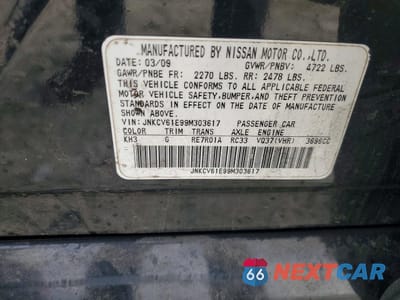 MANUFACTURED BY NISSAN MOTOR CO.,LTD.
DATE: 03/09 GVWR/PNBV: 4722 LBS.
GAWR/PNBE FR: 2270 LBS. RR: 2478 LBS.
THIS VEHICLE CONFORMS TO ALL APPLICABLE FEDERAL
MOTOR VEHICLE SAFETY, BUMPER, AND THEFT PREVENTION
STANDARDS IN EFFECT ON THE DATE OF MANUFACTURE
SHOWN ABOVE.
VIN: JNKCV61E99M303617 PASSENGER CAR
COLOR TRIM TRANS AXLE ENGINE
KH3 G RE7R01A RC33 VQ37(VHR) 3696CC
JNKCV61E99M303617
66 NEXTCAR